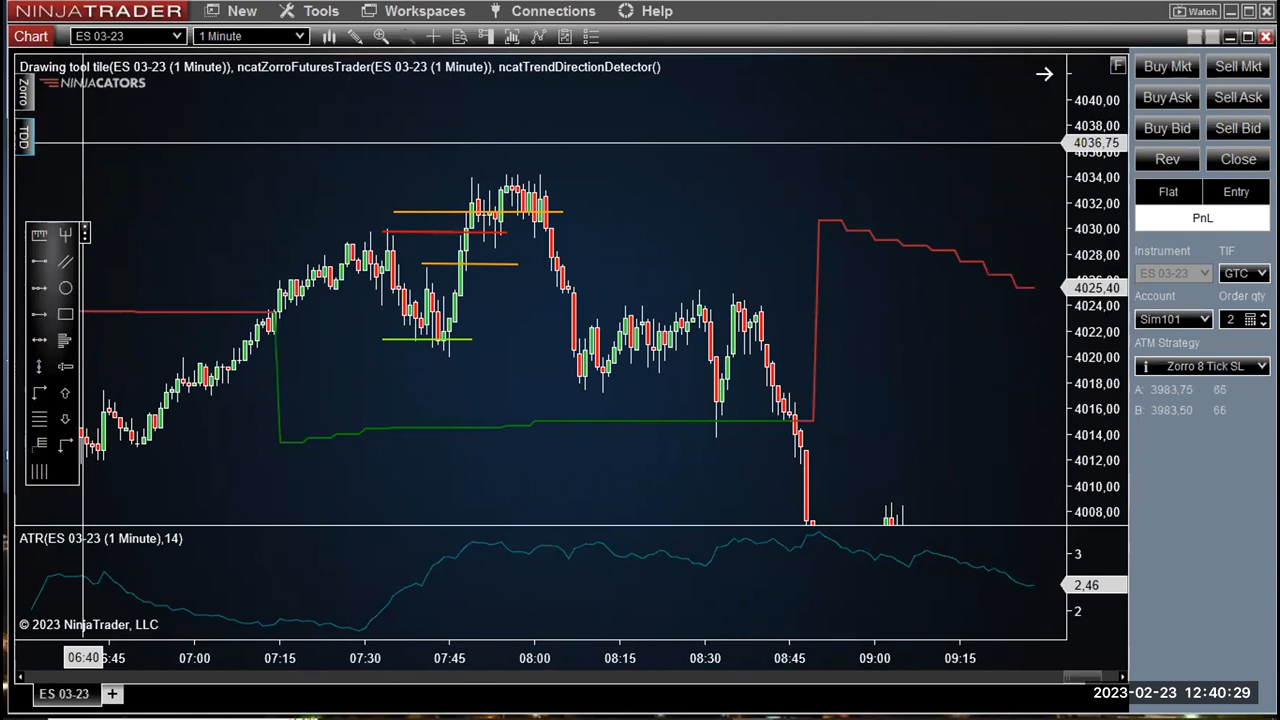 NINJATRADER New Tools Workspaces Connections Help Watch
Chart ES 03-23 1 Minute
Drawing tool tile(ES 03-23 (1 Minute)), ncatZorroFuturesTrader(ES 03-23 (1 Minute)), ncatTrendDirectionDetector()
F
NINJACATORS
Zorro
TDD
4040,00
4038,00
4036,75
4036,00
4034,00
4032,00
4030,00
4028,00
4025,40
4024,00
4022,00
4020,00
4018,00
4016,00
4014,00
4012,00
4010,00
4008,00
Buy Mkt Sell Mkt
Buy Ask Sell Ask
Buy Bid Sell Bid
Rev Close
Flat Entry
PnL
Instrument TIF
ES 03-23 GTC
Account Order qty
Sim101 2
ATM Strategy
Zorro 8 Tick SL
A: 3983,75 65
B: 3983,50 66
ATR(ES 03-23 (1 Minute),14)
3
2,46
2
© 2023 NinjaTrader, LLC
06:40 6:45 07:00 07:15 07:30 07:45 08:00 08:15 08:30 08:45 09:00 09:15
ES 03-23 +
2023-02-23 12:40:29